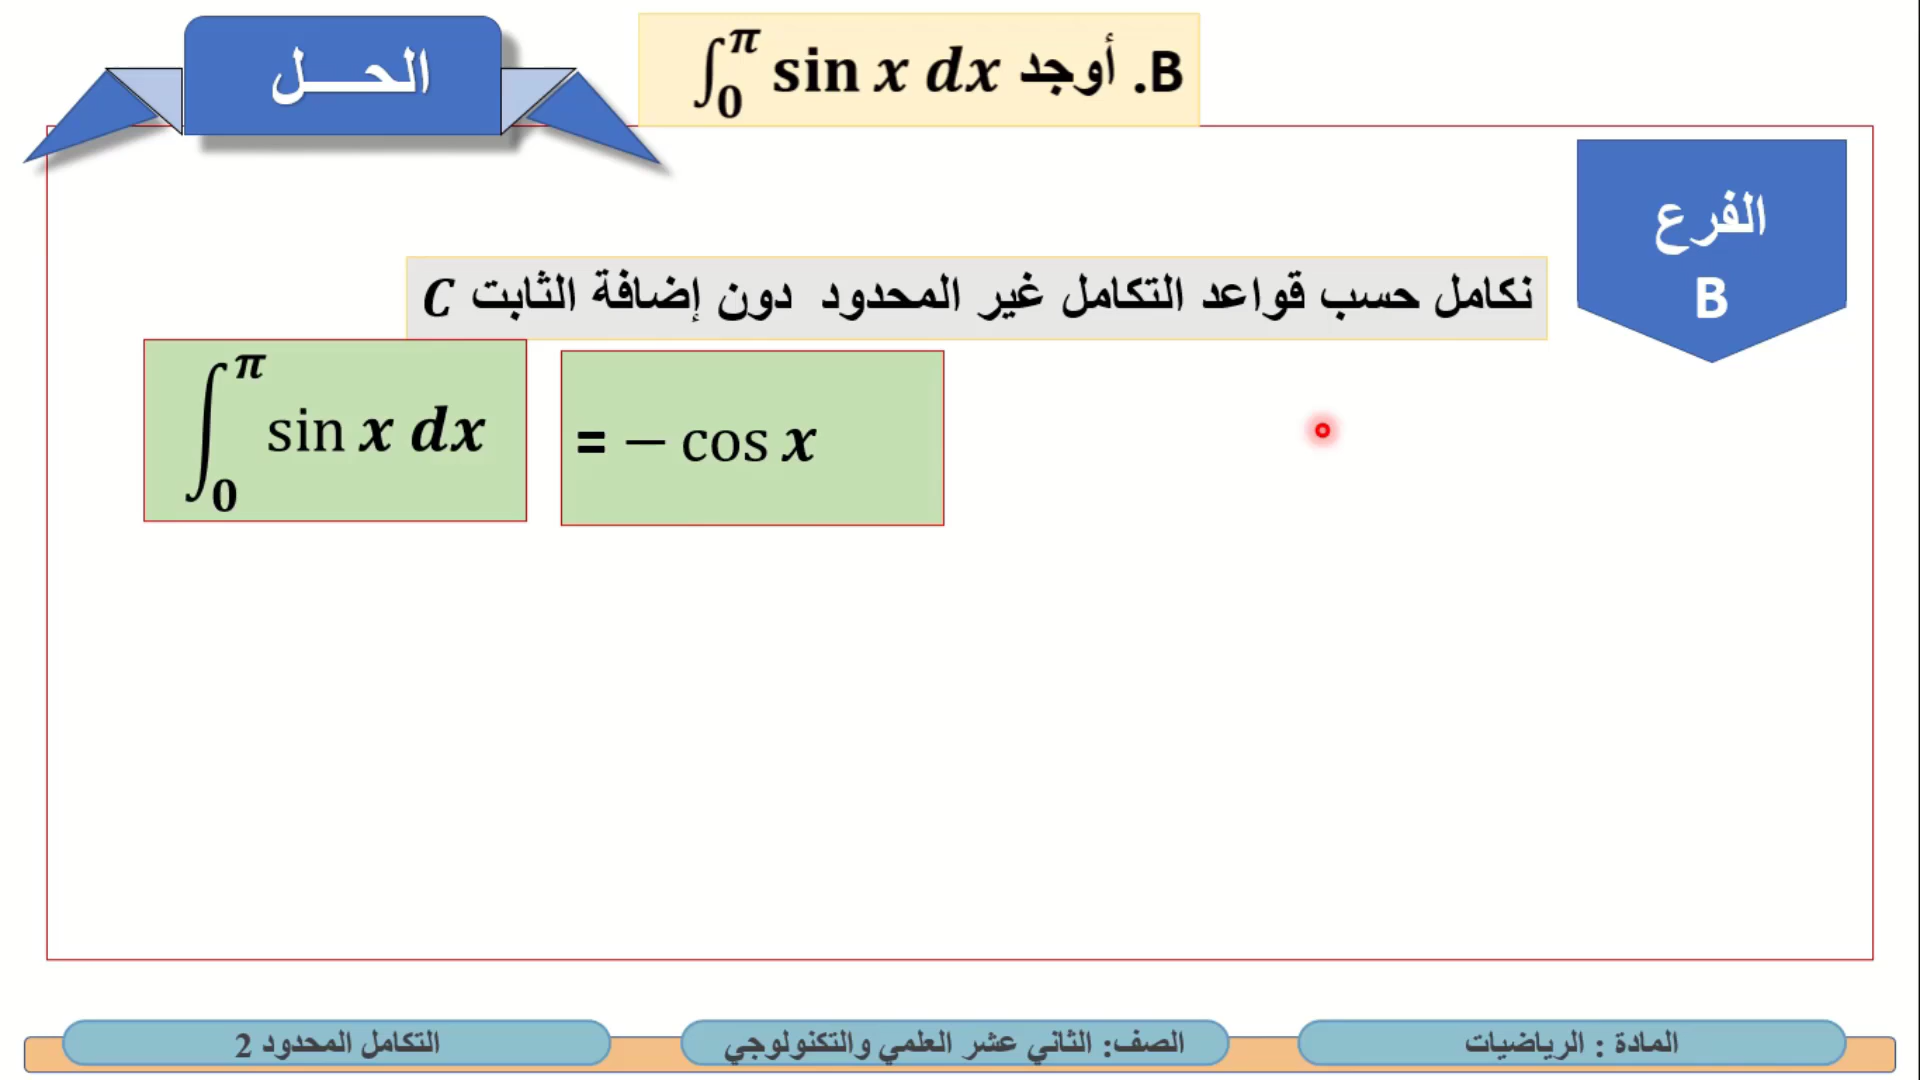 الحـــل
B. أوجد ∫₀^π sin x dx
الفرع
B
نكامل حسب قواعد التكامل غير المحدود دون إضافة الثابت C
∫₀^π sin x dx = − cos x
المادة : الرياضيات
الصف: الثاني عشر العلمي والتكنولوجي
التكامل المحدود 2